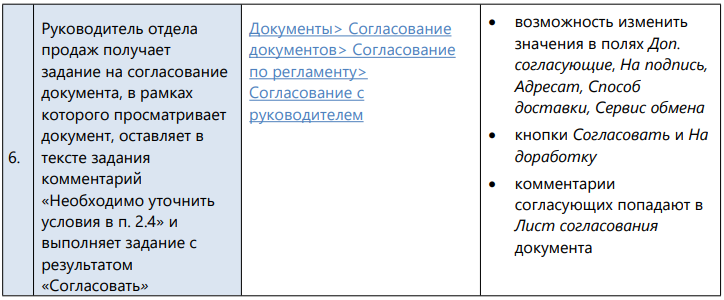 6.
Руководитель отдела
продаж получает
задание на согласование
документа, в рамках
которого просматривает
документ, оставляет в
тексте задания
комментарий
«Необходимо уточнить
условия в п. 2.4» и
выполняет задание с
результатом
«Согласовать»
Документы> Согласование
документов> Согласование
по регламенту>
Согласование с
руководителем
• возможность изменить
значения в полях Доп.
согласующие, На подпись,
Адресат, Способ
доставки, Сервис обмена
• кнопки Согласовать и На
доработку
• комментарии
согласующих попадают в
Лист согласования
документа